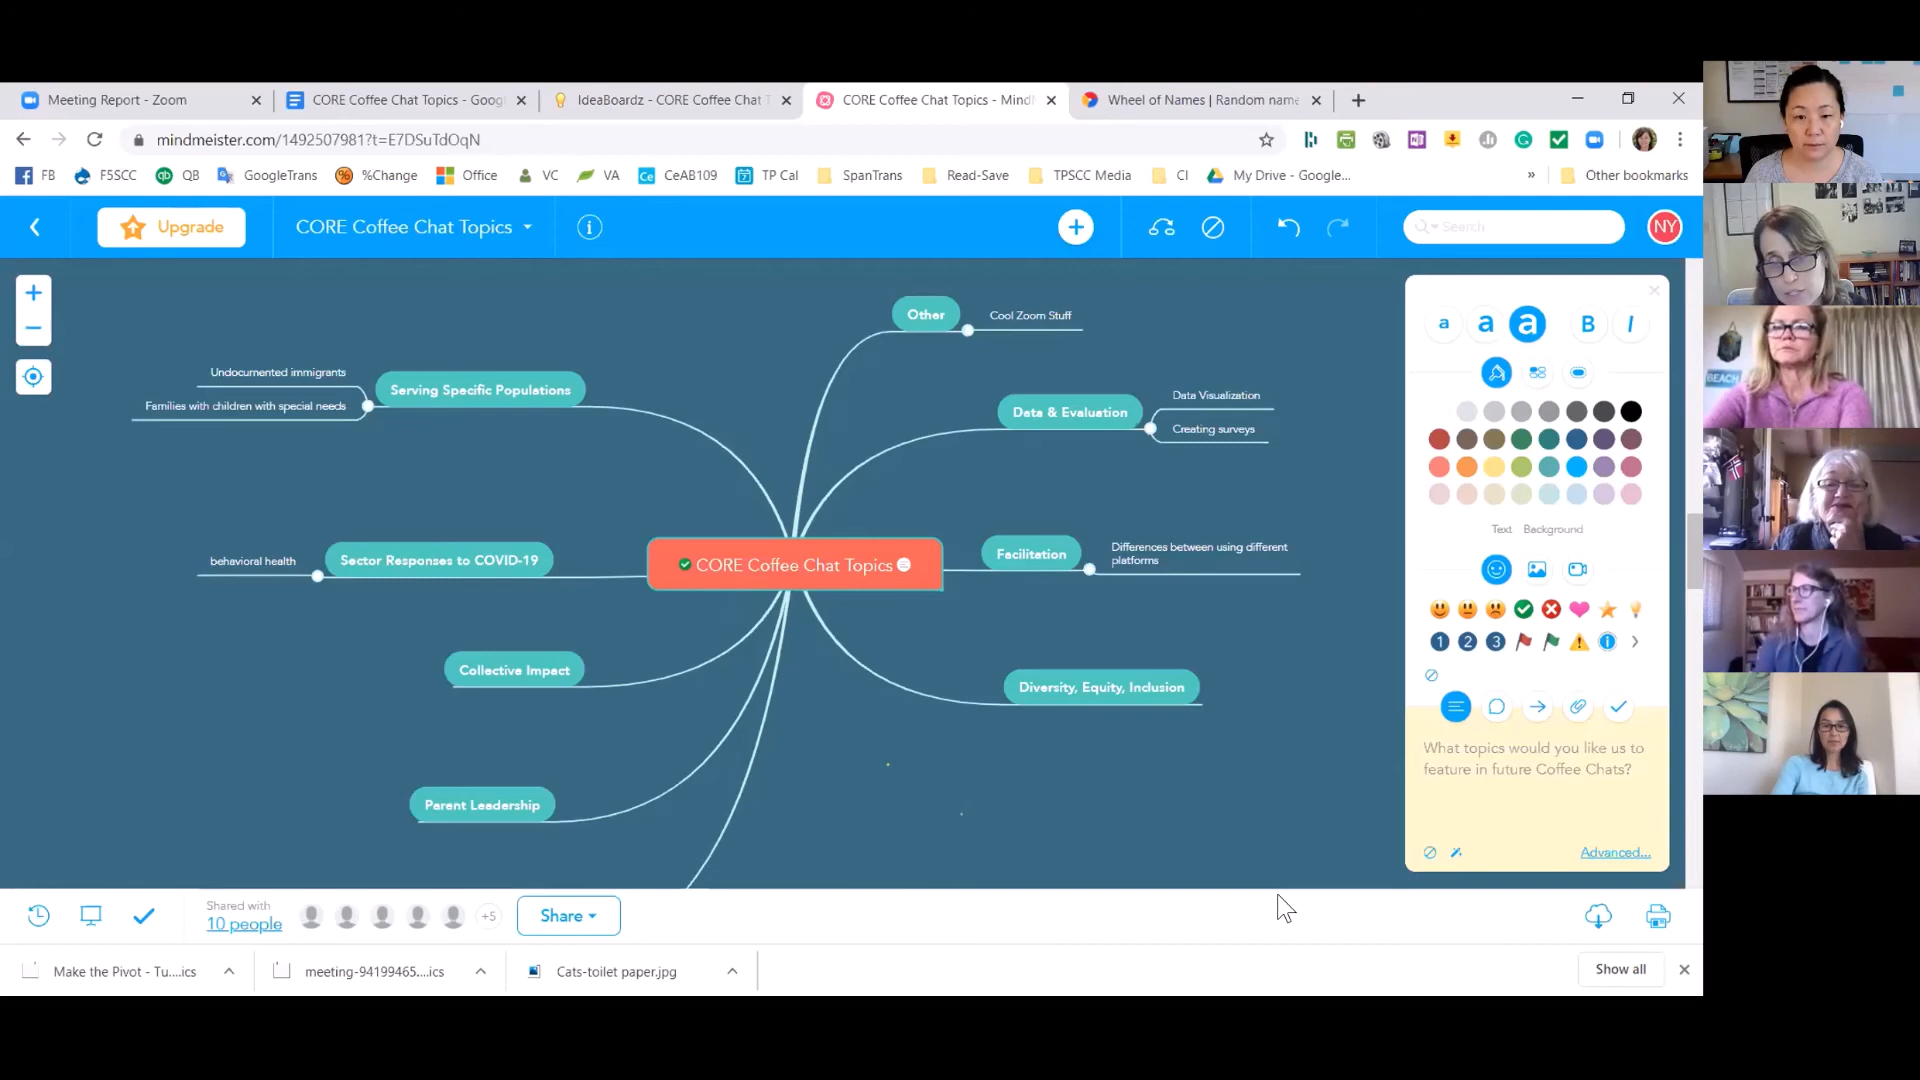 Meeting Report - Zoom
CORE Coffee Chat Topics - Goog
IdeaBoardz - CORE Coffee Chat T
CORE Coffee Chat Topics - Mind
Wheel of Names | Random name
mindmeister.com/1492507981?t=E7DSuTdOqN
FB
F5SCC
QB
GoogleTrans
%Change
Office
VC
VA
CeAB109
TP Cal
SpanTrans
Read-Save
TPSCC Media
CI
My Drive - Google...
»
Other bookmarks
Upgrade
CORE Coffee Chat Topics
Search
NY
Other
Cool Zoom Stuff
Undocumented immigrants
Families with children with special needs
Serving Specific Populations
Data & Evaluation
Data Visualization
Creating surveys
behavioral health
Sector Responses to COVID-19
CORE Coffee Chat Topics
Facilitation
Differences between using different
platforms
Collective Impact
Diversity, Equity, Inclusion
Parent Leadership
a a a B I
Text Background
1 2 3
What topics would you like us to
feature in future Coffee Chats?
Advanced...
Shared with
10 people
+5
Share
Make the Pivot - Tu....ics
meeting-94199465....ics
Cats-toilet paper.jpg
Show all
BEACH